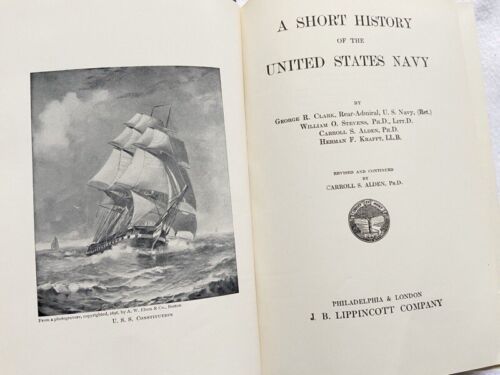 From a photogravure, copyrighted, 1896, by A. W. Elson & Co., Boston
U. S. S. Constitution
A SHORT HISTORY
OF THE
UNITED STATES NAVY
BY
George R. Clark, Rear-Admiral, U. S. Navy, (Ret.)
William O. Stevens, Ph.D., Litt.D.
Carroll S. Alden, Ph.D.
Herman F. Krafft, LL.B.
REVISED AND CONTINUED
BY
CARROLL S. ALDEN, Ph.D.
PHILADELPHIA & LONDON
J. B. LIPPINCOTT COMPANY